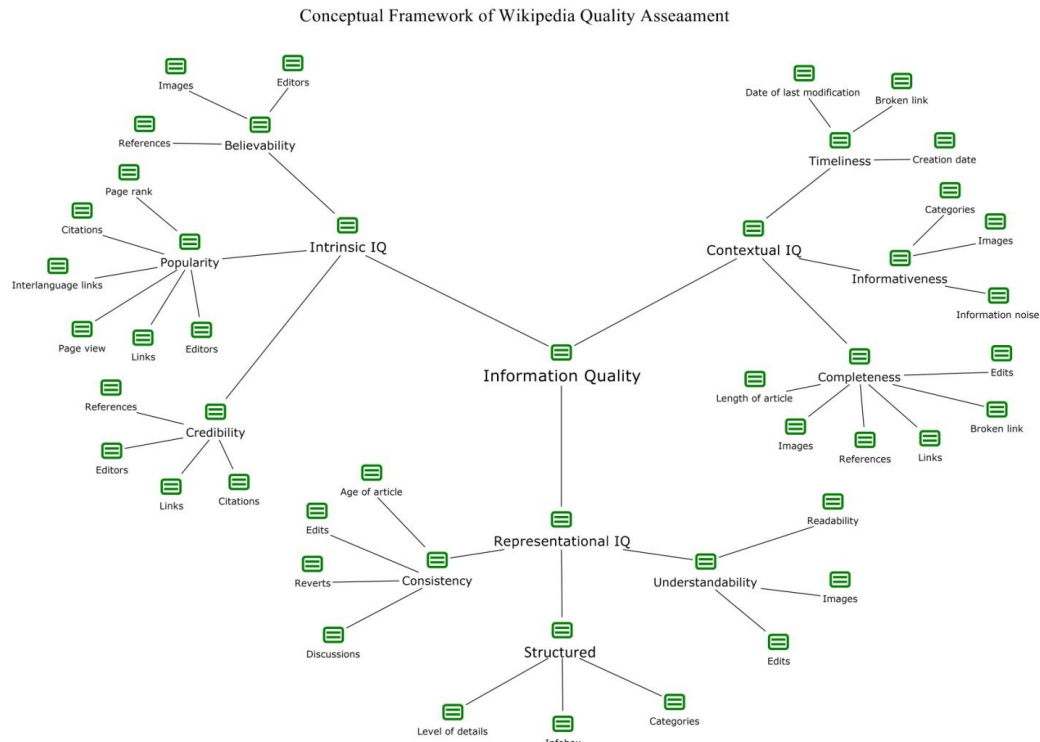 Conceptual Framework of Wikipedia Quality Asseaament
Images
Editors
References
Believability
Page rank
Citations
Popularity
Interlanguage links
Page view
Links
Editors
Intrinsic IQ
References
Credibility
Editors
Links
Citations
Date of last modification
Broken link
Timeliness
Creation date
Categories
Images
Contextual IQ
Informativeness
Information noise
Completeness
Edits
Length of article
Broken link
Images
References
Links
Information Quality
Age of article
Edits
Reverts
Consistency
Discussions
Representational IQ
Readability
Understandability
Images
Edits
Structured
Level of details
Infobox
Categories